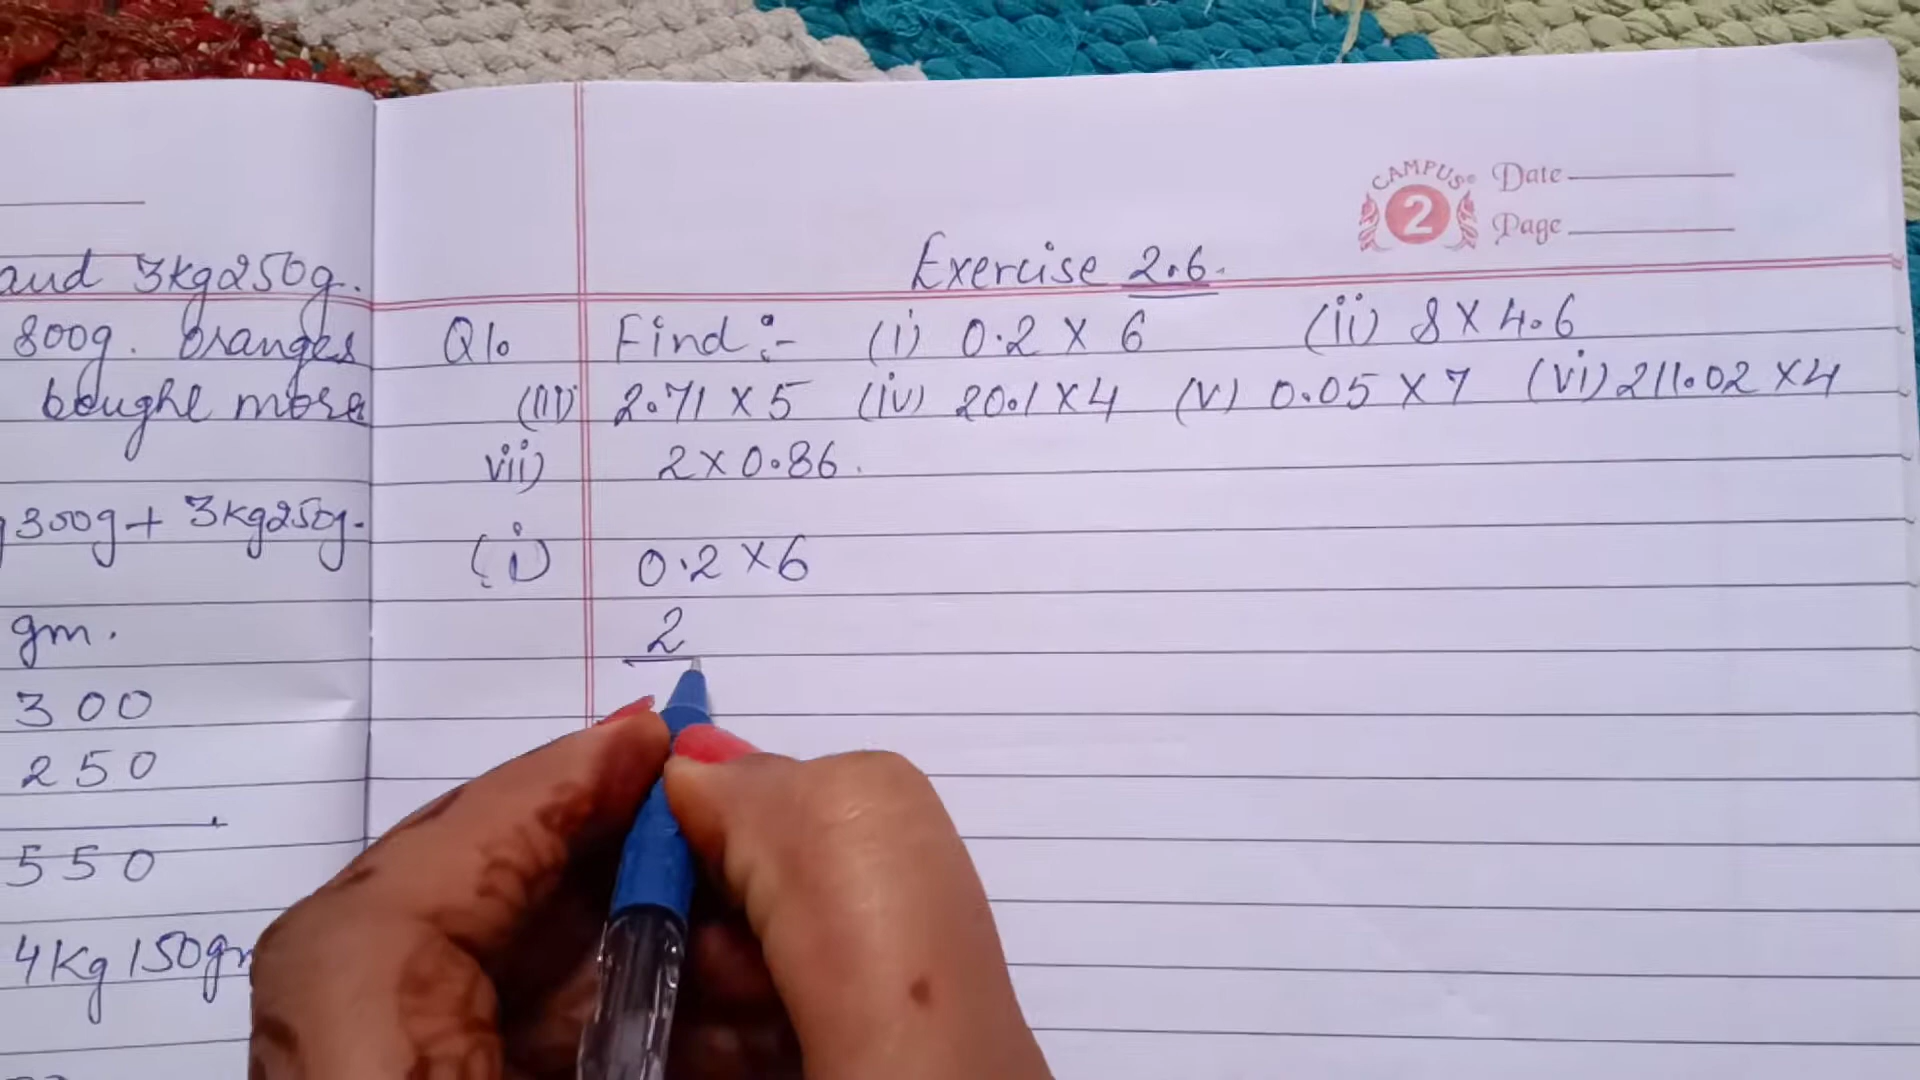 and 3kg250g.
800g. oranges
bought more
300g + 3kg250g.
gm.
300
250
550
4Kg 150gm
CAMPUS
2
Date
Page
Exercise 2.6.
Q1. Find :- (i) 0.2 × 6 (ii) 8 × 4.6
(iii) 2.71 × 5 (iv) 20.1 × 4 (v) 0.05 × 7 (vi) 211.02 × 4
vii) 2 × 0.86.
(i) 0.2 × 6
2